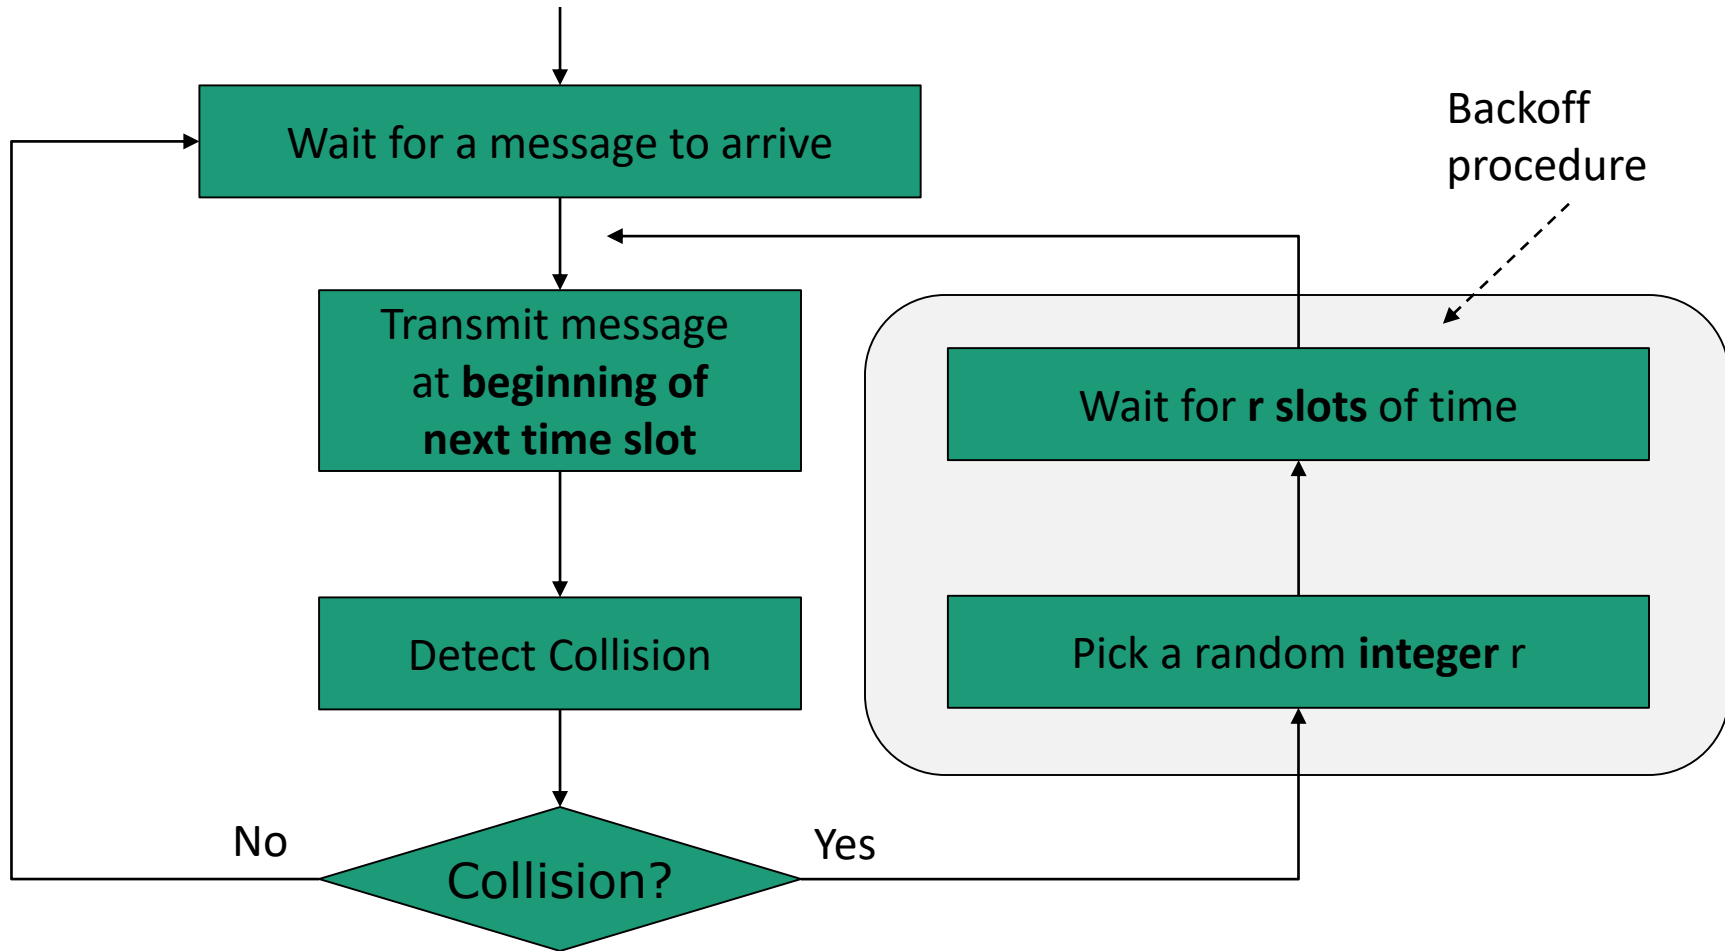 Wait for a message to arrive
Backoff
procedure
Transmit message
at beginning of
next time slot
Wait for r slots of time
Detect Collision
Pick a random integer r
No
Yes
Collision?